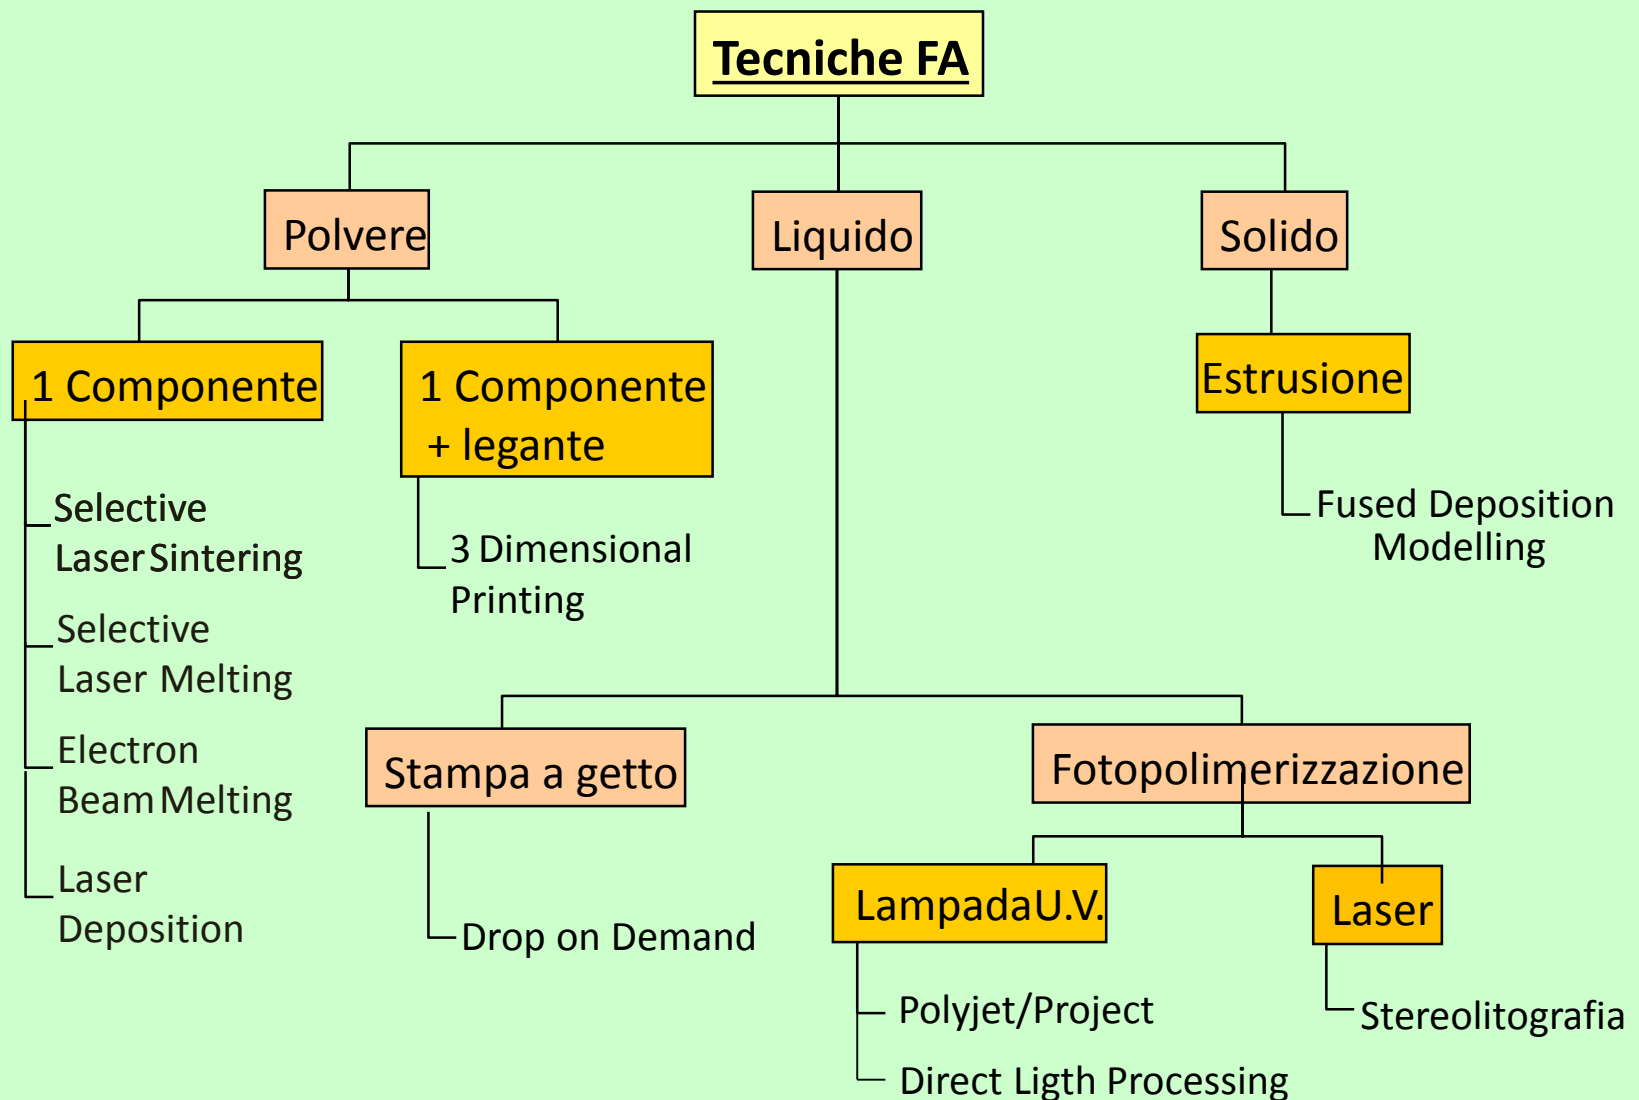 Tecniche FA
Polvere
Liquido
Solido
1 Componente
1 Componente
+ legante
Estrusione
Selective
Laser Sintering
Selective
Laser Melting
Electron
Beam Melting
Laser
Deposition
3 Dimensional
Printing
Fused Deposition
Modelling
Stampa a getto
Fotopolimerizzazione
Drop on Demand
LampadaU.V.
Laser
Polyjet/Project
Direct Ligth Processing
Stereolitografia